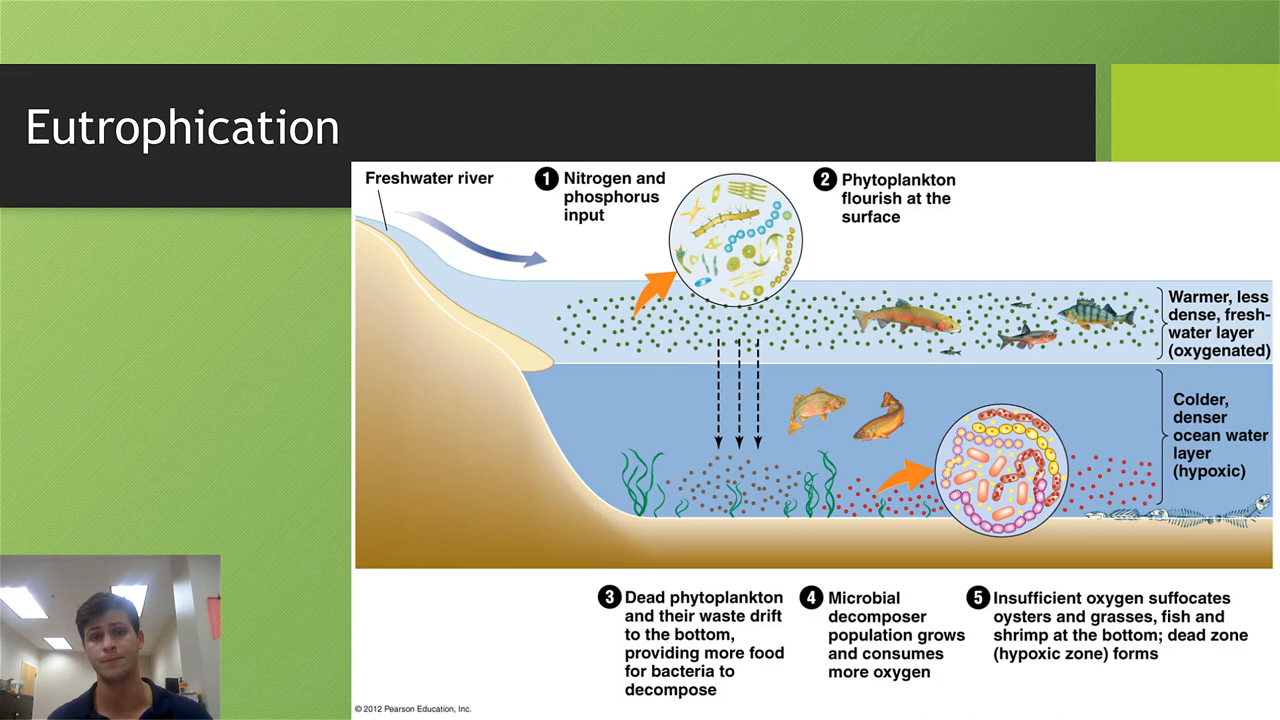 Eutrophication
Freshwater river
1 Nitrogen and
phosphorus
input
2 Phytoplankton
flourish at the
surface
Warmer, less
dense, fresh-
water layer
(oxygenated)
Colder,
denser
ocean water
layer
(hypoxic)
3 Dead phytoplankton
and their waste drift
to the bottom,
providing more food
for bacteria to
decompose
4 Microbial
decomposer
population grows
and consumes
more oxygen
5 Insufficient oxygen suffocates
oysters and grasses, fish and
shrimp at the bottom; dead zone
(hypoxic zone) forms
© 2012 Pearson Education, Inc.